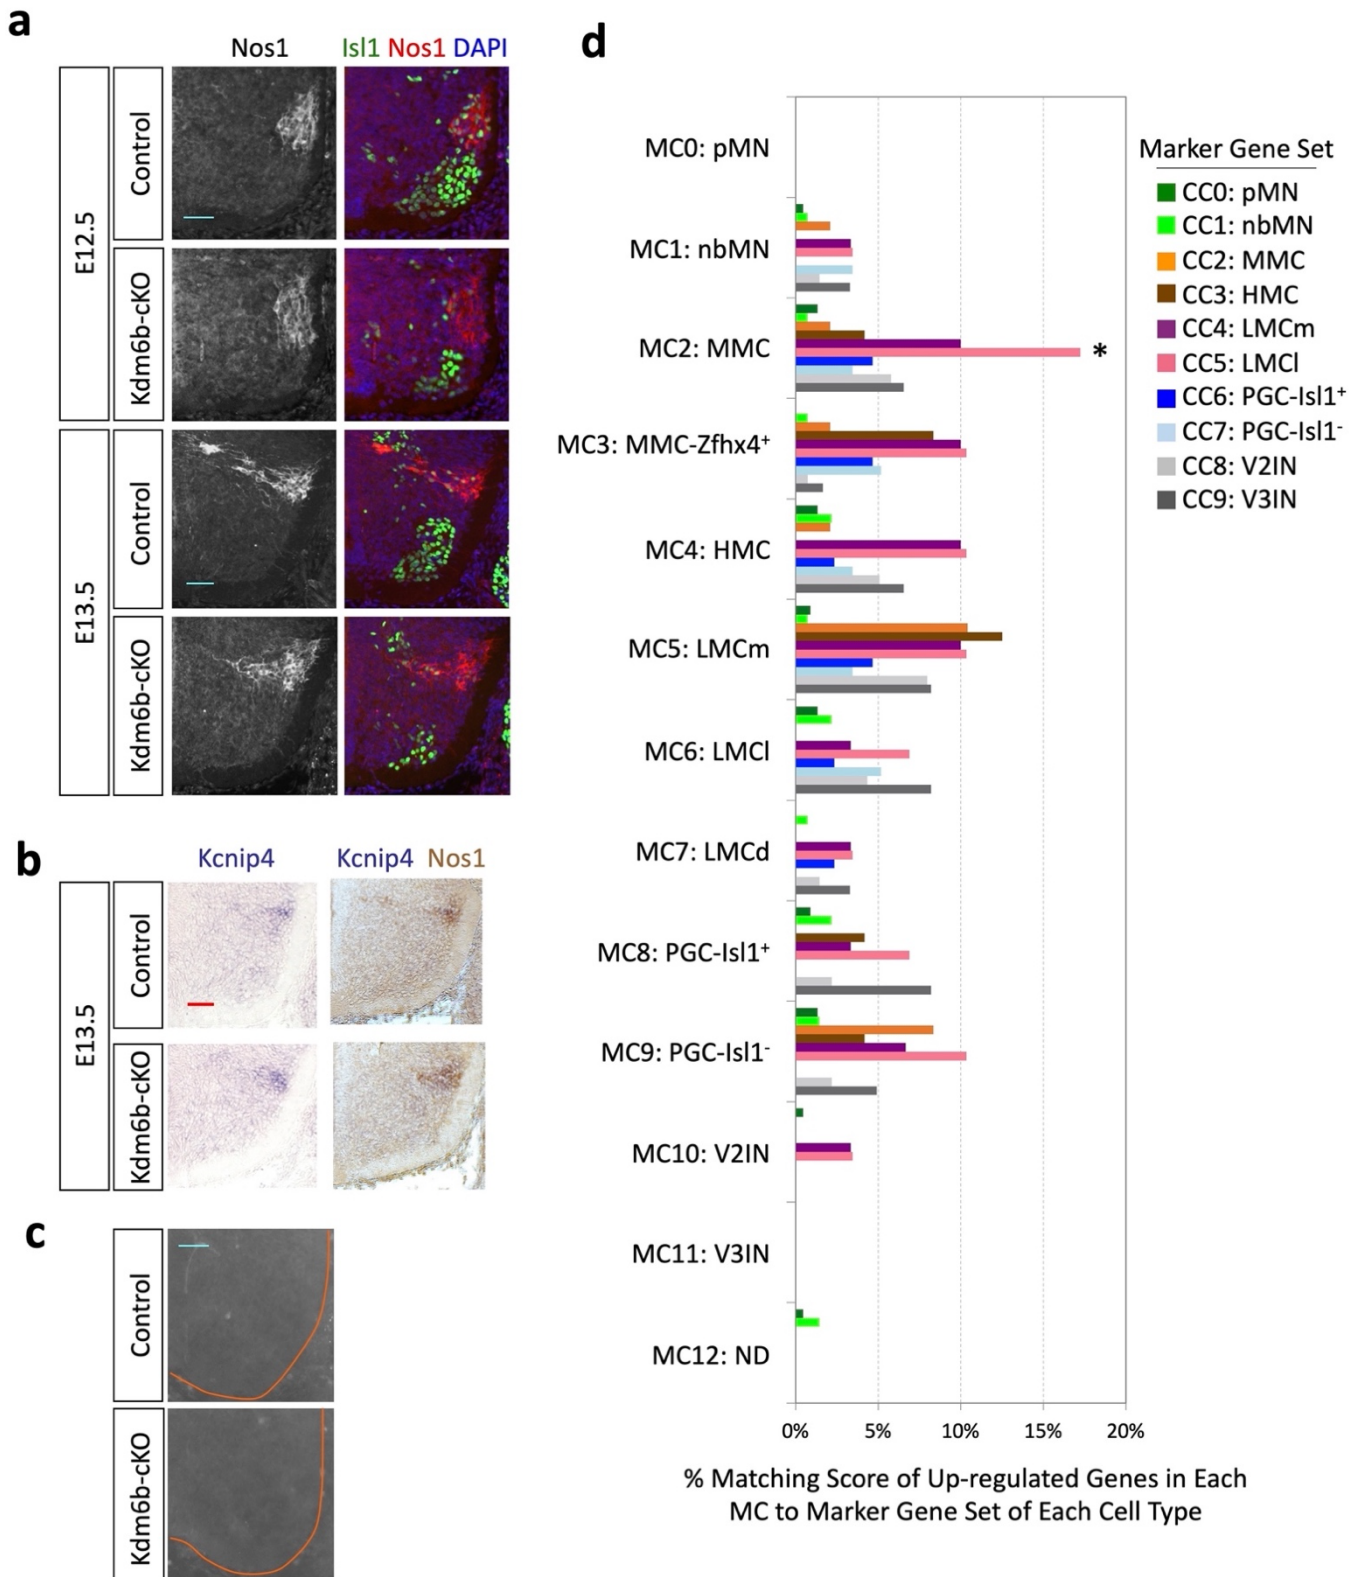 a
Nos1
Isl1 Nos1 DAPI
E12.5
Control
Kdm6b-cKO
E13.5
Control
Kdm6b-cKO
b
Kcnip4
Kcnip4 Nos1
E13.5
Control
Kdm6b-cKO
c
Control
Kdm6b-cKO
d
MC0: pMN
MC1: nbMN
MC2: MMC
*
MC3: MMC-Zfhx4⁺
MC4: HMC
MC5: LMCm
MC6: LMCl
MC7: LMCd
MC8: PGC-Isl1⁺
MC9: PGC-Isl1⁻
MC10: V2IN
MC11: V3IN
MC12: ND
0% 5% 10% 15% 20%
% Matching Score of Up-regulated Genes in Each
MC to Marker Gene Set of Each Cell Type
Marker Gene Set
CC0: pMN
CC1: nbMN
CC2: MMC
CC3: HMC
CC4: LMCm
CC5: LMCl
CC6: PGC-Isl1⁺
CC7: PGC-Isl1⁻
CC8: V2IN
CC9: V3IN